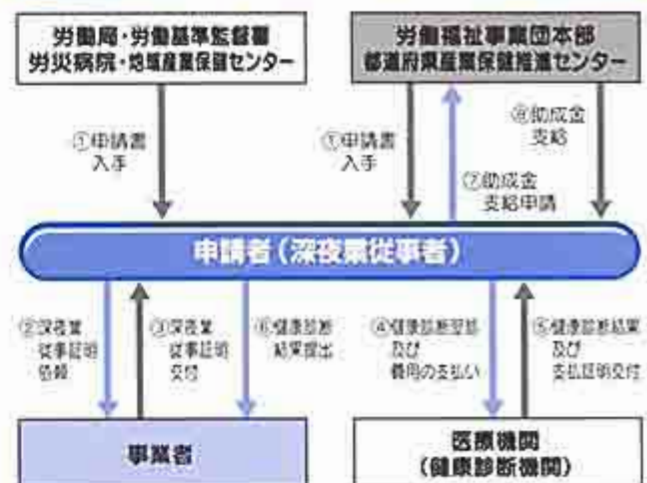 労働局・労働基準監督署
労災病院・地域産業保健センター
労働福祉事業団本部
都道府県産業保健推進センター
①申請書
入手
①申請書
入手
⑧助成金
支給
⑦助成金
支給申請
申請者(深夜業従事者)
②深夜業
従事証明
依頼
③深夜業
従事証明
交付
⑥健康診断
結果提出
④健康診断受診
及び
費用の支払い
⑤健康診断結果
及び
支払証明交付
事業者
医療機関
(健康診断機関)